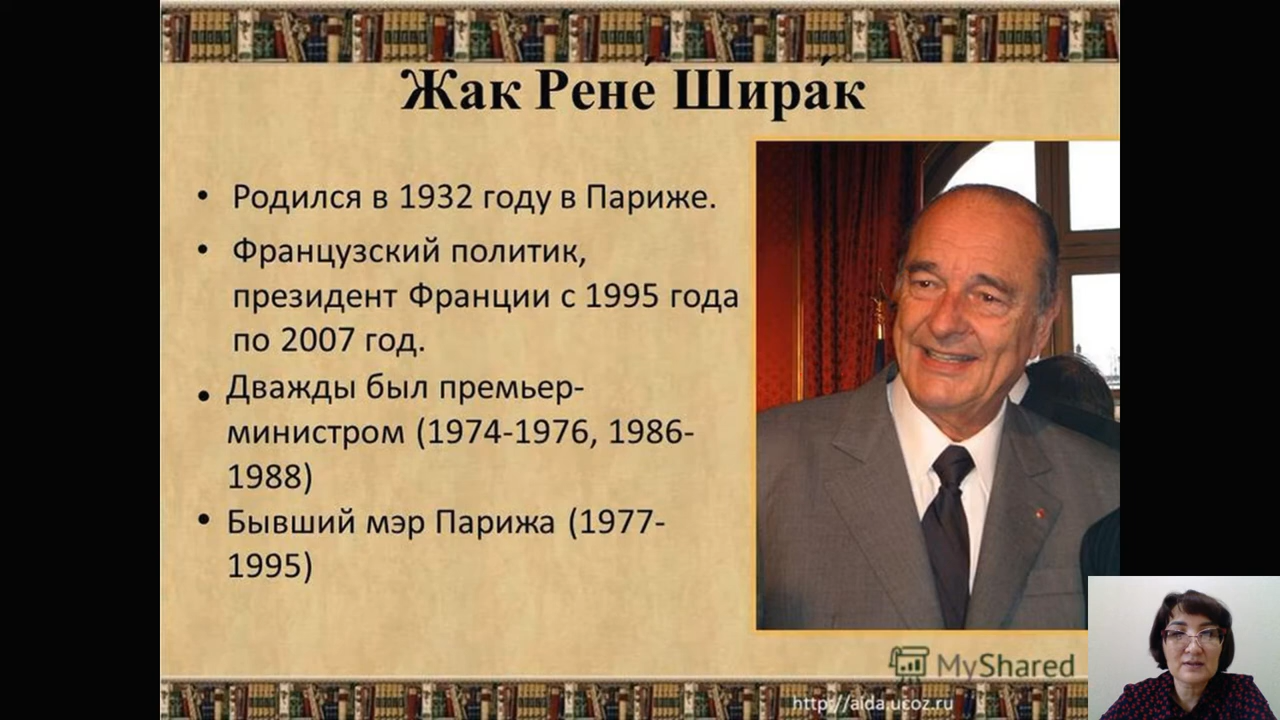 Жак Рене́ Шира́к
• Родился в 1932 году в Париже.
• Французский политик,
президент Франции с 1995 года
по 2007 год.
• Дважды был премьер-
министром (1974-1976, 1986-
1988)
• Бывший мэр Парижа (1977-
1995)
MyShared
http://aida.ucoz.ru